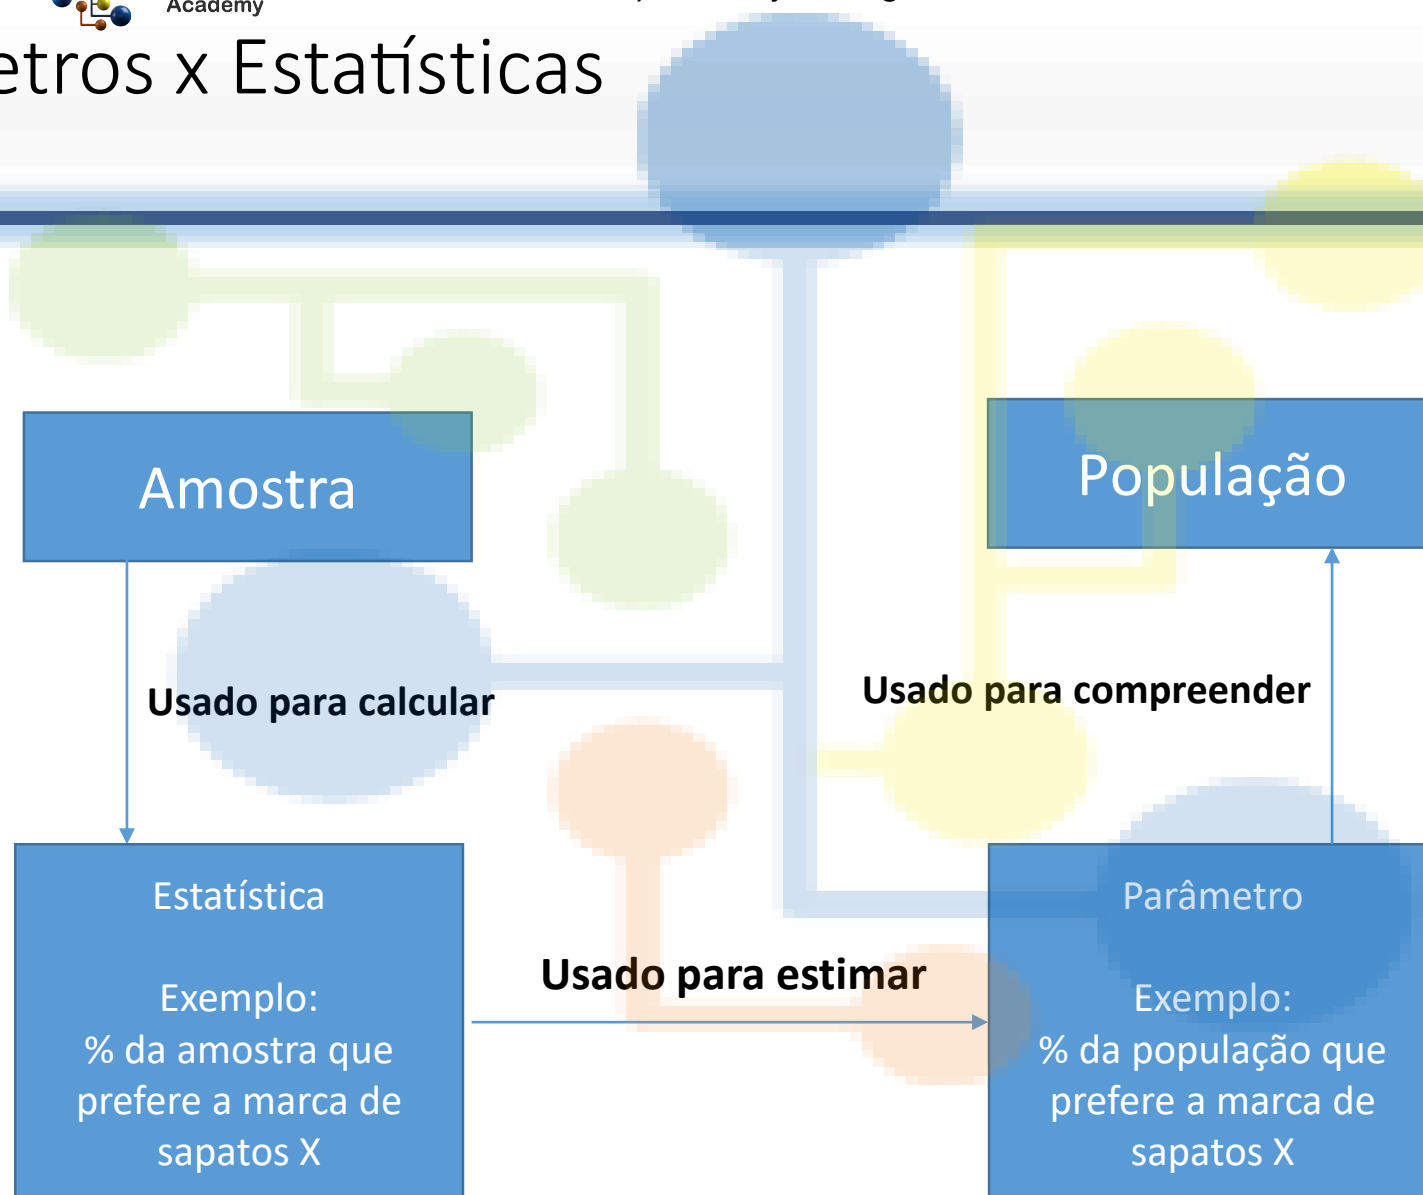 Academy
etros x Estatísticas
Amostra
População
Usado para calcular
Usado para compreender
Estatística
Exemplo:
% da amostra que
prefere a marca de
sapatos X
Usado para estimar
Parâmetro
Exemplo:
% da população que
prefere a marca de
sapatos X